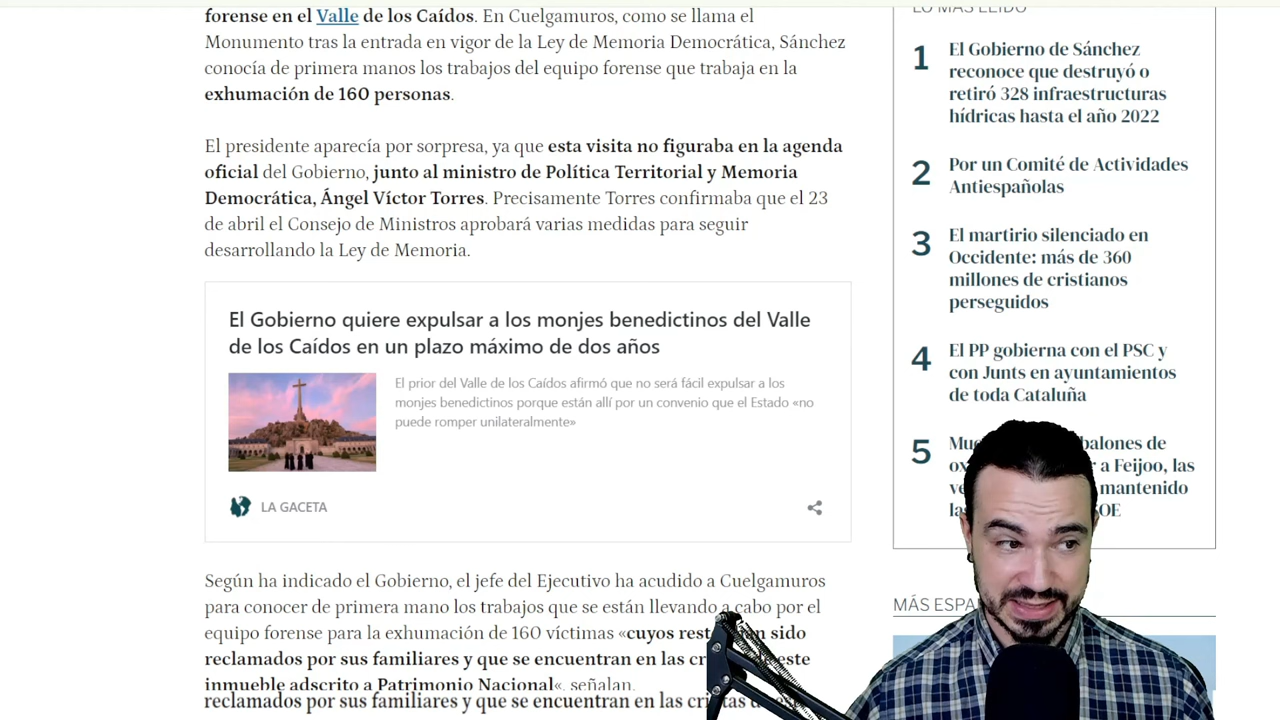 forense en el Valle de los Caídos. En Cuelgamuros, como se llama el
Monumento tras la entrada en vigor de la Ley de Memoria Democrática, Sánchez
conocía de primera manos los trabajos del equipo forense que trabaja en la
exhumación de 160 personas.
El presidente aparecía por sorpresa, ya que esta visita no figuraba en la agenda
oficial del Gobierno, junto al ministro de Política Territorial y Memoria
Democrática, Ángel Víctor Torres. Precisamente Torres confirmaba que el 23
de abril el Consejo de Ministros aprobará varias medidas para seguir
desarrollando la Ley de Memoria.
El Gobierno quiere expulsar a los monjes benedictinos del Valle
de los Caídos en un plazo máximo de dos años
El prior del Valle de los Caídos afirmó que no será fácil expulsar a los
monjes benedictinos porque están allí por un convenio que el Estado «no
puede romper unilateralmente»
LA GACETA
Según ha indicado el Gobierno, el jefe del Ejecutivo ha acudido a Cuelgamuros
para conocer de primera mano los trabajos que se están llevando a cabo por el
equipo forense para la exhumación de 160 víctimas «cuyos sido
reclamados por sus familiares y que se encuentran en las este
inmueble adscrito a Patrimonio Nacional«, señalan.
reclamados por sus familiares y que se encuentran en las
LO MÁS LEÍDO
1 El Gobierno de Sánchez
reconoce que destruyó o
retiró 328 infraestructuras
hídricas hasta el año 2022
2 Por un Comité de Actividades
Antiespañolas
3 El martirio silenciado en
Occidente: más de 360
millones de cristianos
perseguidos
4 El PP gobierna con el PSC y
con Junts en ayuntamientos
de toda Cataluña
5 balones de
a Feijoo, las
mantenido
MÁS